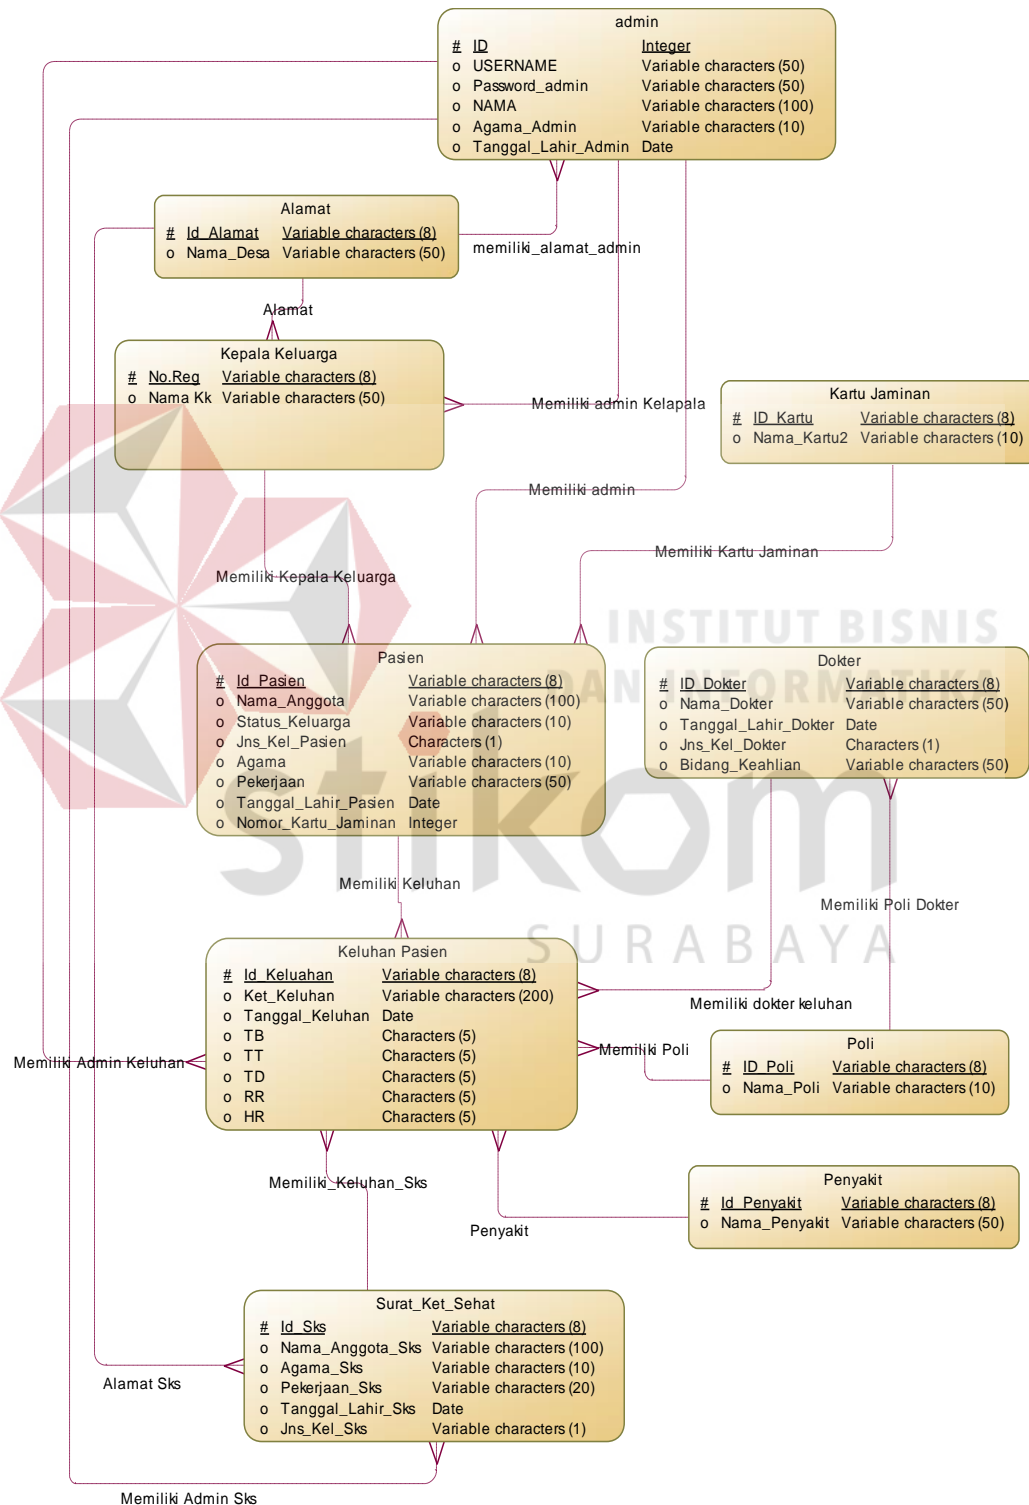 admin
# ID Integer
o USERNAME Variable characters (50)
o Password_admin Variable characters (50)
o NAMA Variable characters (100)
o Agama_Admin Variable characters (10)
o Tanggal_Lahir_Admin Date
Alamat
# Id_Alamat Variable characters (8)
o Nama_Desa Variable characters (50)
memiliki_alamat_admin
Alamat
Kepala Keluarga
# No.Reg Variable characters (8)
o Nama Kk Variable characters (50)
Memiliki admin Kelapala
Kartu Jaminan
# ID_Kartu Variable characters (8)
o Nama_Kartu2 Variable characters (10)
Memiliki admin
Memiliki Kartu Jaminan
Memiliki Kepala Keluarga
INSTITUT BISNIS
DAN INFORMATIKA
stikom
SURABAYA
Pasien
# Id_Pasien Variable characters (8)
o Nama_Anggota Variable characters (100)
o Status_Keluarga Variable characters (10)
o Jns_Kel_Pasien Characters (1)
o Agama Variable characters (10)
o Pekerjaan Variable characters (50)
o Tanggal_Lahir_Pasien Date
o Nomor_Kartu_Jaminan Integer
Dokter
# ID_Dokter Variable characters (8)
o Nama_Dokter Variable characters (50)
o Tanggal_Lahir_Dokter Date
o Jns_Kel_Dokter Characters (1)
o Bidang_Keahlian Variable characters (50)
Memiliki Keluhan
Memiliki Poli Dokter
Keluhan Pasien
# Id_Keluahan Variable characters (8)
o Ket_Keluhan Variable characters (200)
o Tanggal_Keluhan Date
o TB Characters (5)
o TT Characters (5)
o TD Characters (5)
o RR Characters (5)
o HR Characters (5)
Memiliki dokter keluhan
Memiliki Admin Keluhan
Memiliki Poli
Poli
# ID_Poli Variable characters (8)
o Nama_Poli Variable characters (10)
Memiliki_Keluhan_Sks
Penyakit
Penyakit
# Id_Penyakit Variable characters (8)
o Nama_Penyakit Variable characters (50)
Surat_Ket_Sehat
# Id_Sks Variable characters (8)
o Nama_Anggota_Sks Variable characters (100)
o Agama_Sks Variable characters (10)
o Pekerjaan_Sks Variable characters (20)
o Tanggal_Lahir_Sks Date
o Jns_Kel_Sks Variable characters (1)
Alamat Sks
Memiliki Admin Sks